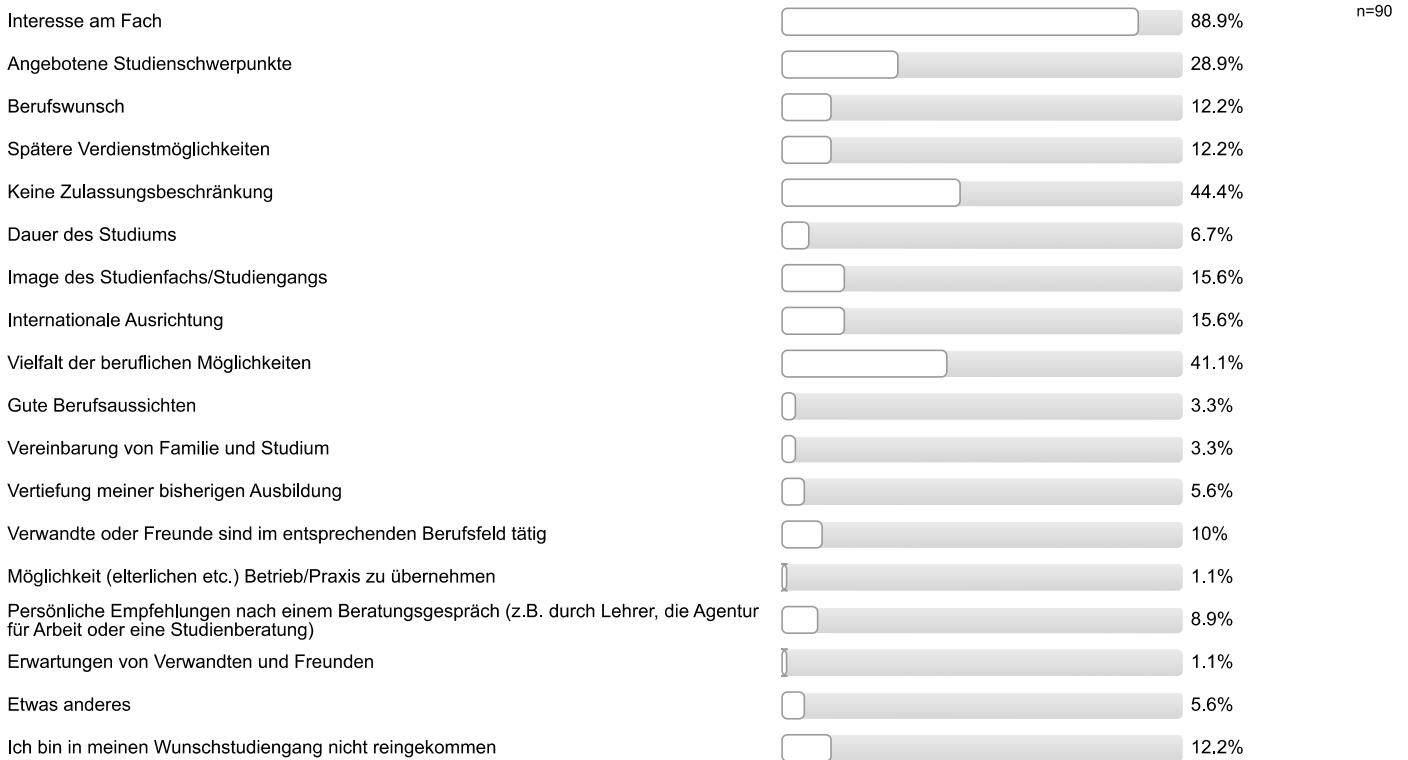 Interesse am Fach 88.9% n=90
Angebotene Studienschwerpunkte 28.9%
Berufswunsch 12.2%
Spätere Verdienstmöglichkeiten 12.2%
Keine Zulassungsbeschränkung 44.4%
Dauer des Studiums 6.7%
Image des Studienfachs/Studiengangs 15.6%
Internationale Ausrichtung 15.6%
Vielfalt der beruflichen Möglichkeiten 41.1%
Gute Berufsaussichten 3.3%
Vereinbarung von Familie und Studium 3.3%
Vertiefung meiner bisherigen Ausbildung 5.6%
Verwandte oder Freunde sind im entsprechenden Berufsfeld tätig 10%
Möglichkeit (elterlichen etc.) Betrieb/Praxis zu übernehmen 1.1%
Persönliche Empfehlungen nach einem Beratungsgespräch (z.B. durch Lehrer, die Agentur
für Arbeit oder eine Studienberatung) 8.9%
Erwartungen von Verwandten und Freunden 1.1%
Etwas anderes 5.6%
Ich bin in meinen Wunschstudiengang nicht reingekommen 12.2%